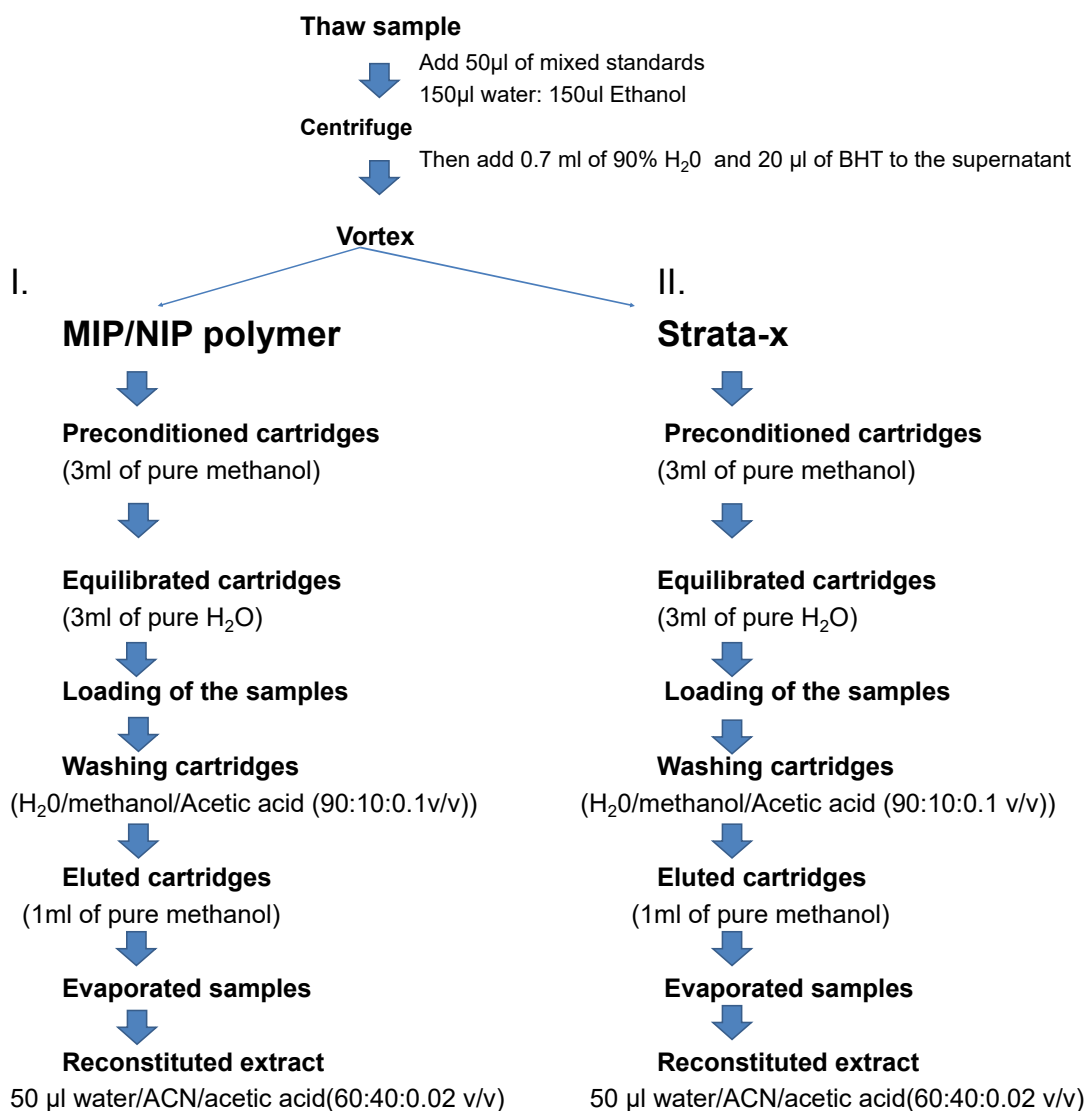 Thaw sample
Add 50µl of mixed standards
150µl water: 150ul Ethanol
Centrifuge
Then add 0.7 ml of 90% H₂0 and 20 µl of BHT to the supernatant
Vortex
I.
MIP/NIP polymer
Preconditioned cartridges
(3ml of pure methanol)
Equilibrated cartridges
(3ml of pure H₂O)
Loading of the samples
Washing cartridges
(H₂0/methanol/Acetic acid (90:10:0.1v/v))
Eluted cartridges
(1ml of pure methanol)
Evaporated samples
Reconstituted extract
50 µl water/ACN/acetic acid(60:40:0.02 v/v)
II.
Strata-x
Preconditioned cartridges
(3ml of pure methanol)
Equilibrated cartridges
(3ml of pure H₂O)
Loading of the samples
Washing cartridges
(H₂0/methanol/Acetic acid (90:10:0.1 v/v))
Eluted cartridges
(1ml of pure methanol)
Evaporated samples
Reconstituted extract
50 µl water/ACN/acetic acid(60:40:0.02 v/v)